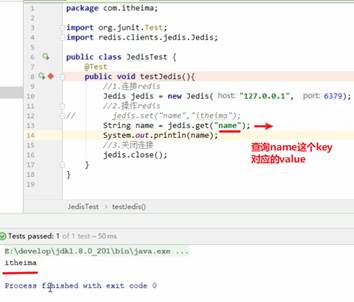 1 package com.itheima;
3
4 import org.junit.Test;
5 import redis.clients.jedis.Jedis;
6
6 public class JedisTest {
7 @Test
8 public void testJedis(){
9 //1.连接redis
10 Jedis jedis = new Jedis( host: "127.0.0.1", port: 6379);
11 //2.操作redis
12 // jedis.set("name","itheima");
13 String name = jedis.get("name");
14 System.out.println(name);
15 //3.关闭连接
16 jedis.close();
17 }
18 }
查询name这个key
对应的value
JedisTest › testJedis()
Tests passed: 1 of 1 test – 50 ms
E:\develop\jdk1.8.0_201\bin\java.exe ...
itheima
Process finished with exit code 0